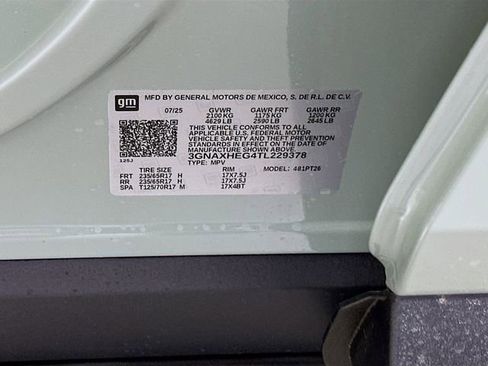 gm
MFD BY GENERAL MOTORS DE MEXICO, S. DE R.L. DE C.V.
07/25 GVWR GAWR FRT GAWR RR
2100 KG 1175 KG 1200 KG
4629 LB 2590 LB 2645 LB
THIS VEHICLE CONFORMS TO ALL
APPLICABLE U.S. FEDERAL MOTOR
VEHICLE SAFETY AND THEFT PREVENTION
STANDARDS IN EFFECT ON THE DATE OF
MANUFACTURE SHOWN ABOVE.
3GNAXHEG4TL229378
125J TYPE: MPV
TIRE SIZE RIM MODEL: 481PT26
FRT 235/65R17 H 17X7.5J
RR 235/65R17 H 17X7.5J
SPA T125/70R17 M 17X4BT